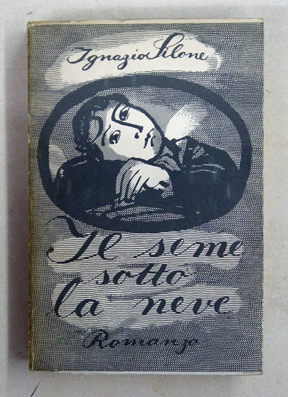 Ignazio Silone
Il seme
sotto
la neve
Romanzo